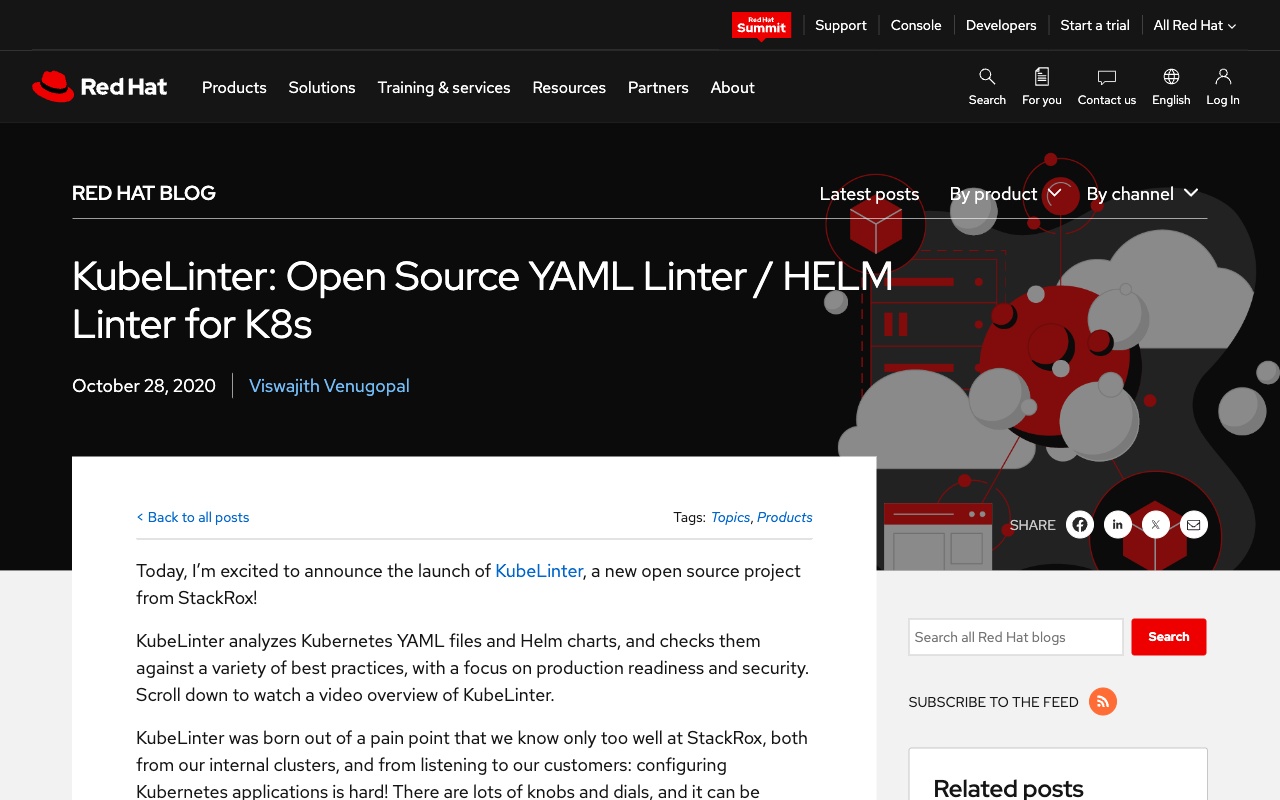 Red Hat
Summit
Support
Console
Developers
Start a trial
All Red Hat
Red Hat
Products
Solutions
Training & services
Resources
Partners
About
Search
For you
Contact us
English
Log In
RED HAT BLOG
Latest posts
By product
By channel
KubeLinter: Open Source YAML Linter / HELM
Linter for K8s
October 28, 2020
Viswajith Venugopal
< Back to all posts
Tags: Topics, Products
SHARE
Today, I’m excited to announce the launch of KubeLinter, a new open source project
from StackRox!
KubeLinter analyzes Kubernetes YAML files and Helm charts, and checks them
against a variety of best practices, with a focus on production readiness and security.
Scroll down to watch a video overview of KubeLinter.
KubeLinter was born out of a pain point that we know only too well at StackRox, both
from our internal clusters, and from listening to our customers: configuring
Kubernetes applications is hard! There are lots of knobs and dials, and it can be
Search all Red Hat blogs
Search
SUBSCRIBE TO THE FEED
Related posts